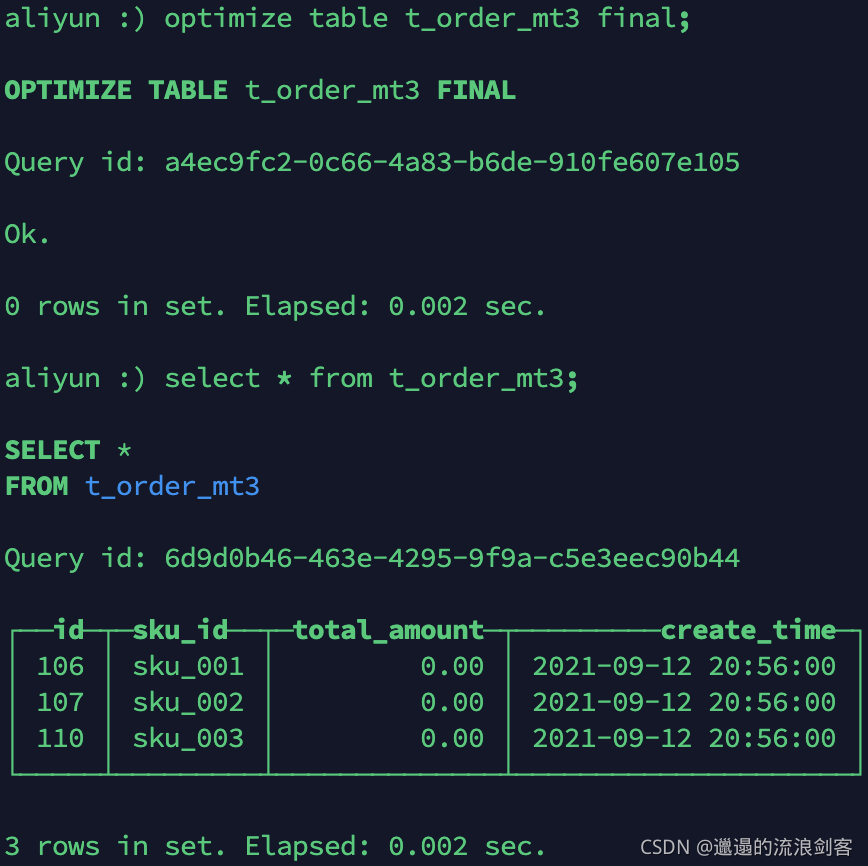 aliyun :) optimize table t_order_mt3 final;
OPTIMIZE TABLE t_order_mt3 FINAL
Query id: a4ec9fc2-0c66-4a83-b6de-910fe607e105
Ok.
0 rows in set. Elapsed: 0.002 sec.
aliyun :) select * from t_order_mt3;
SELECT *
FROM t_order_mt3
Query id: 6d9d0b46-463e-4295-9f9a-c5e3eec90b44
id sku_id total_amount create_time
106 sku_001 0.00 2021-09-12 20:56:00
107 sku_002 0.00 2021-09-12 20:56:00
110 sku_003 0.00 2021-09-12 20:56:00
3 rows in set. Elapsed: 0.002 sec.
CSDN @邋遢的流浪剑客